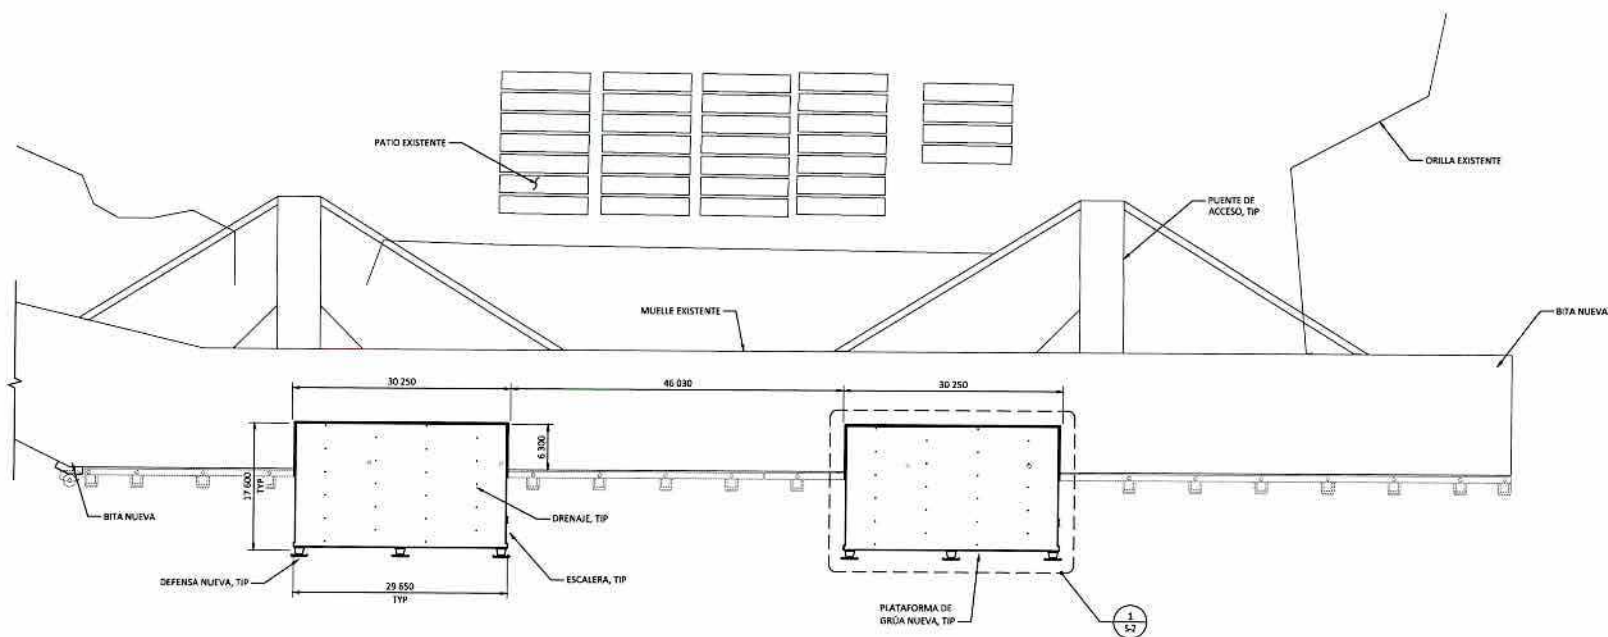 PATIO EXISTENTE
ORILLA EXISTENTE
PUENTE DE
ACCESO, TIP
MUELLE EXISTENTE
BITA NUEVA
30 250
46 030
30 250
6 300
17 600
TYP
BITA NUEVA
DRENAJE, TIP
DEFENSA NUEVA, TIP
ESCALERA, TIP
29 650
TYP
PLATAFORMA DE
GRÚA NUEVA, TIP
1
S-7